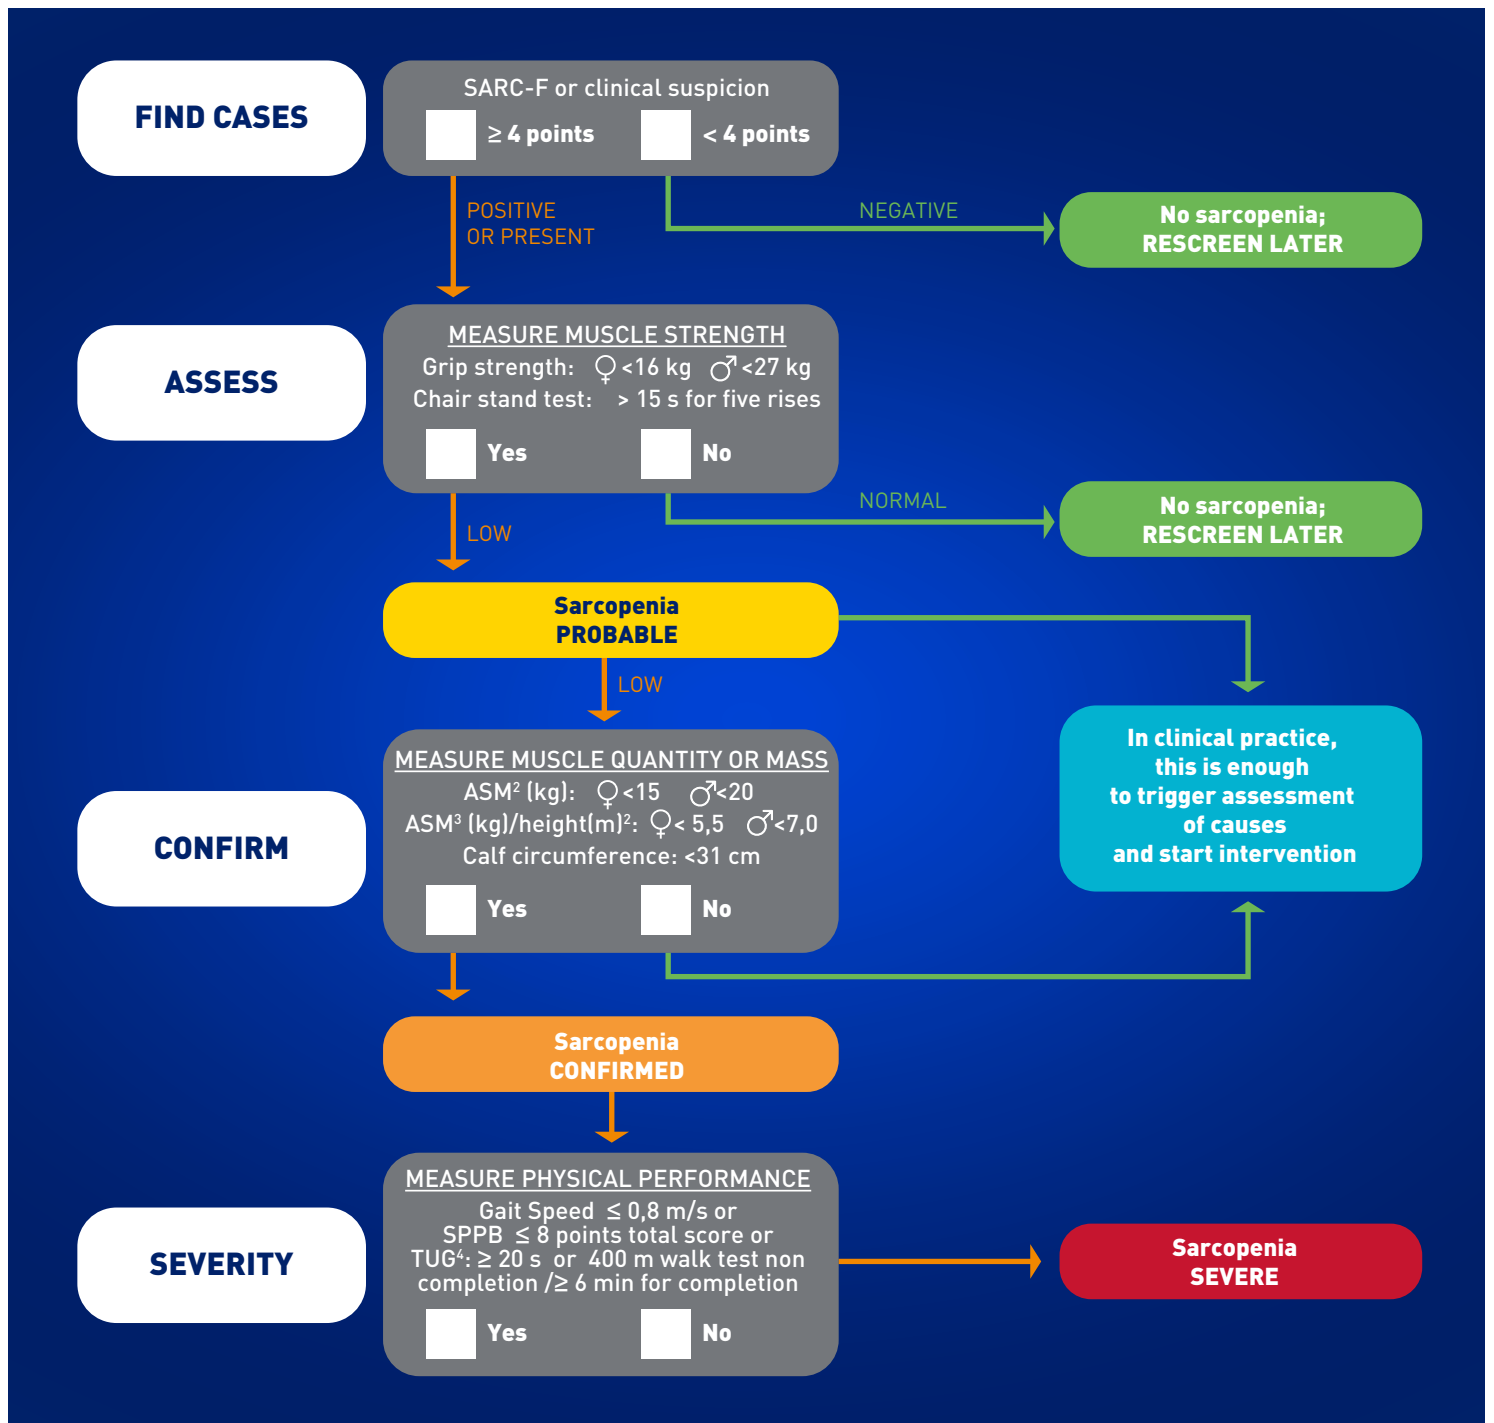 FIND CASES
SARC-F or clinical suspicion
≥ 4 points
< 4 points
POSITIVE
OR PRESENT
NEGATIVE
No sarcopenia;
RESCREEN LATER
ASSESS
MEASURE MUSCLE STRENGTH
Grip strength: ♀<16 kg ♂<27 kg
Chair stand test: > 15 s for five rises
Yes
No
LOW
NORMAL
No sarcopenia;
RESCREEN LATER
Sarcopenia
PROBABLE
LOW
In clinical practice,
this is enough
to trigger assessment
of causes
and start intervention
CONFIRM
MEASURE MUSCLE QUANTITY OR MASS
ASM² (kg): ♀<15 ♂<20
ASM³ (kg)/height(m)²: ♀< 5,5 ♂<7,0
Calf circumference: <31 cm
Yes
No
Sarcopenia
CONFIRMED
SEVERITY
MEASURE PHYSICAL PERFORMANCE
Gait Speed ≤ 0,8 m/s or
SPPB ≤ 8 points total score or
TUG⁴: ≥ 20 s or 400 m walk test non
completion /≥ 6 min for completion
Yes
No
Sarcopenia
SEVERE